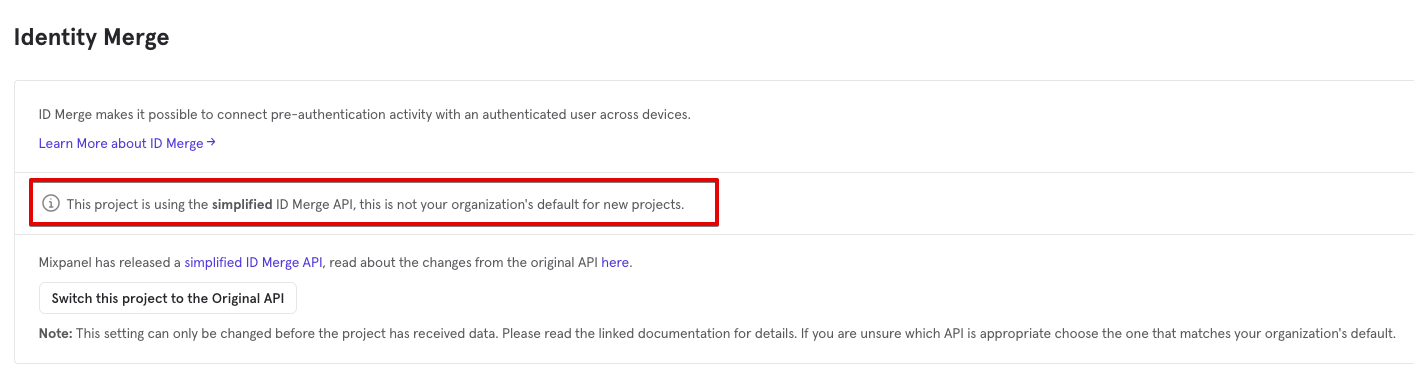 Identity Merge
ID Merge makes it possible to connect pre-authentication activity with an authenticated user across devices.
Learn More about ID Merge →
This project is using the simplified ID Merge API, this is not your organization's default for new projects.
Mixpanel has released a simplified ID Merge API, read about the changes from the original API here.
Switch this project to the Original API
Note: This setting can only be changed before the project has received data. Please read the linked documentation for details. If you are unsure which API is appropriate choose the one that matches your organization's default.